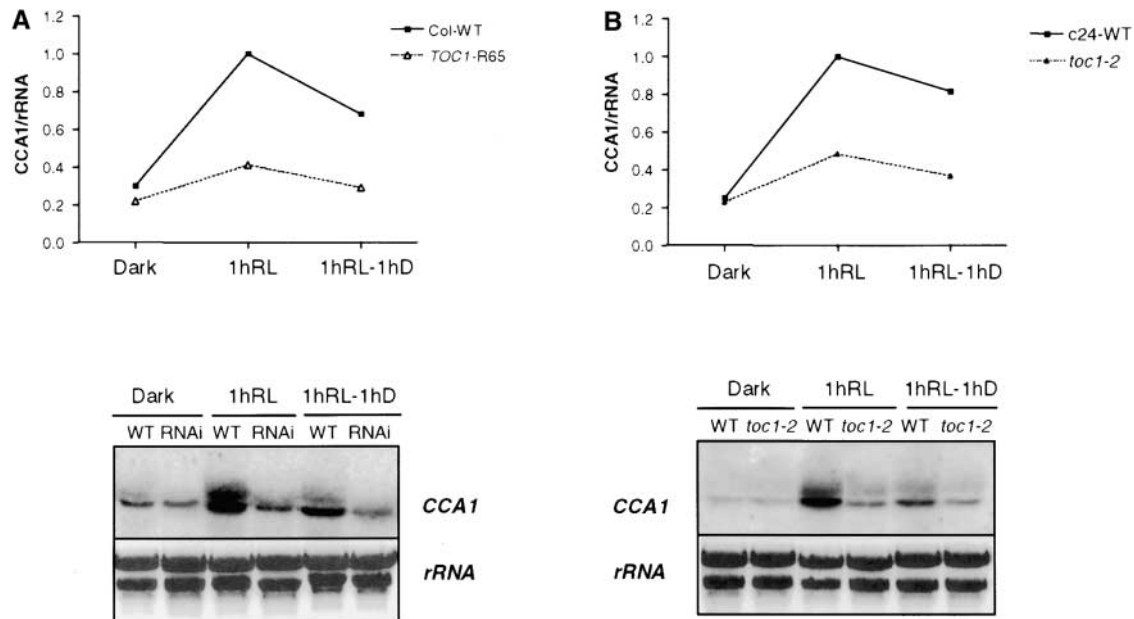 A
Col-WT
TOC1-R65
CCA1/rRNA
1.2
1.0
0.8
0.6
0.4
0.2
0.0
Dark 1hRL 1hRL-1hD
B
c24-WT
toc1-2
CCA1/rRNA
1.2
1.0
0.8
0.6
0.4
0.2
0.0
Dark 1hRL 1hRL-1hD
Dark 1hRL 1hRL-1hD
WT RNAi WT RNAi WT RNAi
CCA1
rRNA
Dark 1hRL 1hRL-1hD
WT toc1-2 WT toc1-2 WT toc1-2
CCA1
rRNA